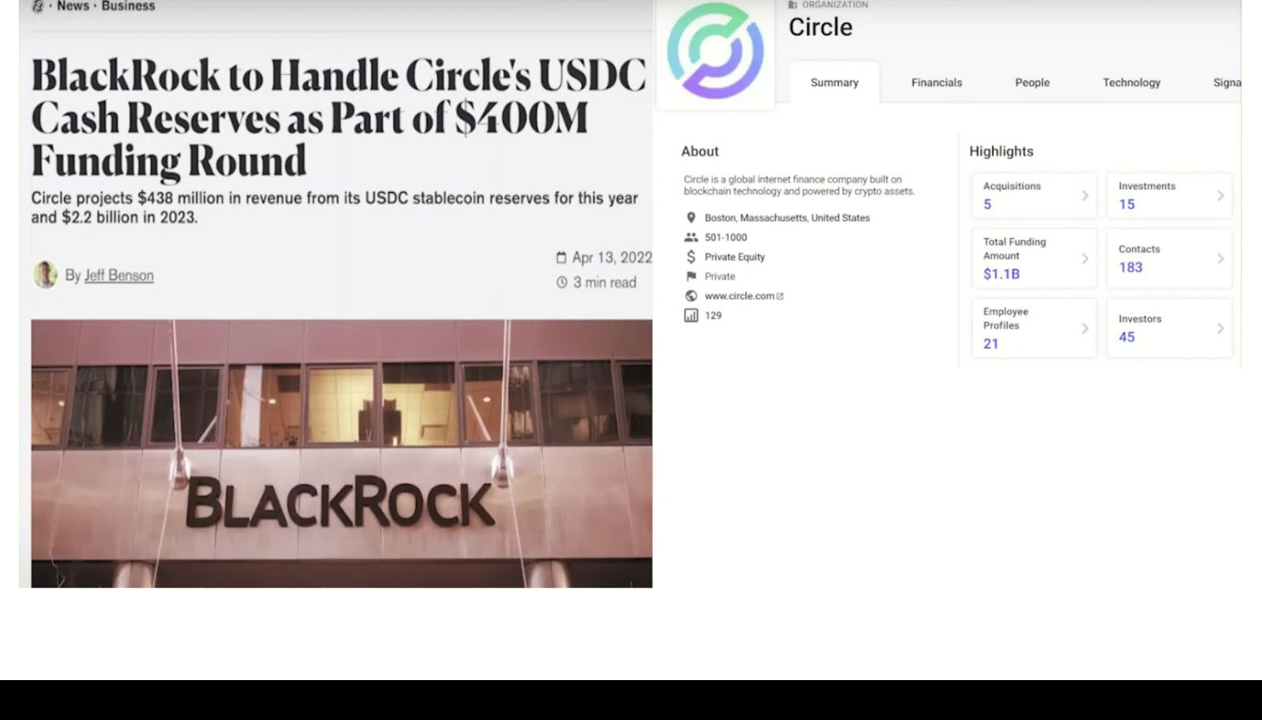 · News · Business
BlackRock to Handle Circle's USDC
Cash Reserves as Part of $400M
Funding Round
Circle projects $438 million in revenue from its USDC stablecoin reserves for this year
and $2.2 billion in 2023.
By Jeff Benson
Apr 13, 2022
3 min read
BLACKROCK
ORGANIZATION
Circle
Summary
Financials
People
Technology
Signa
About
Circle is a global internet finance company built on
blockchain technology and powered by crypto assets.
Boston, Massachusetts, United States
501-1000
Private Equity
Private
www.circle.com
129
Highlights
Acquisitions
5
Investments
15
Total Funding
Amount
$1.1B
Contacts
183
Employee
Profiles
21
Investors
45